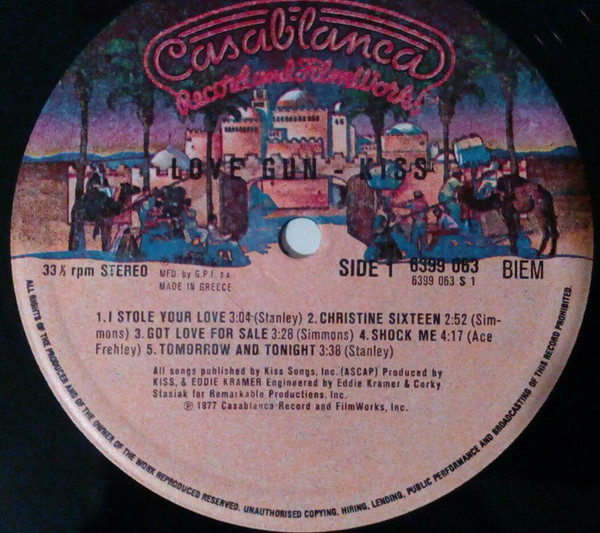 Casablanca
Record and FilmWorks
LOVE GUN - KISS
33⅓ rpm STEREO
MFD. by G.P.I. s.a.
MADE IN GREECE
SIDE 1
6399 063
6399 063 S 1
BIEM
1. I STOLE YOUR LOVE 3:04 (Stanley) 2. CHRISTINE SIXTEEN 2:52 (Sim-
mons) 3. GOT LOVE FOR SALE 3:28 (Simmons) 4. SHOCK ME 4:17 (Ace
Frehley) 5. TOMORROW AND TONIGHT 3:38 (Stanley)
All songs published by Kiss Songs, Inc. (ASCAP) Produced by
KISS, & EDDIE KRAMER Engineered by Eddie Kramer & Corky
Stasiak for Remarkable Productions, Inc.
℗ 1977 Casablanca Record and FilmWorks, Inc.
ALL RIGHTS OF THE PRODUCER AND OF THE OWNER OF THE WORK REPRODUCED RESERVED. UNAUTHORISED COPYING, HIRING, LENDING, PUBLIC PERFORMANCE AND BROADCASTING OF THIS RECORD PROHIBITED.